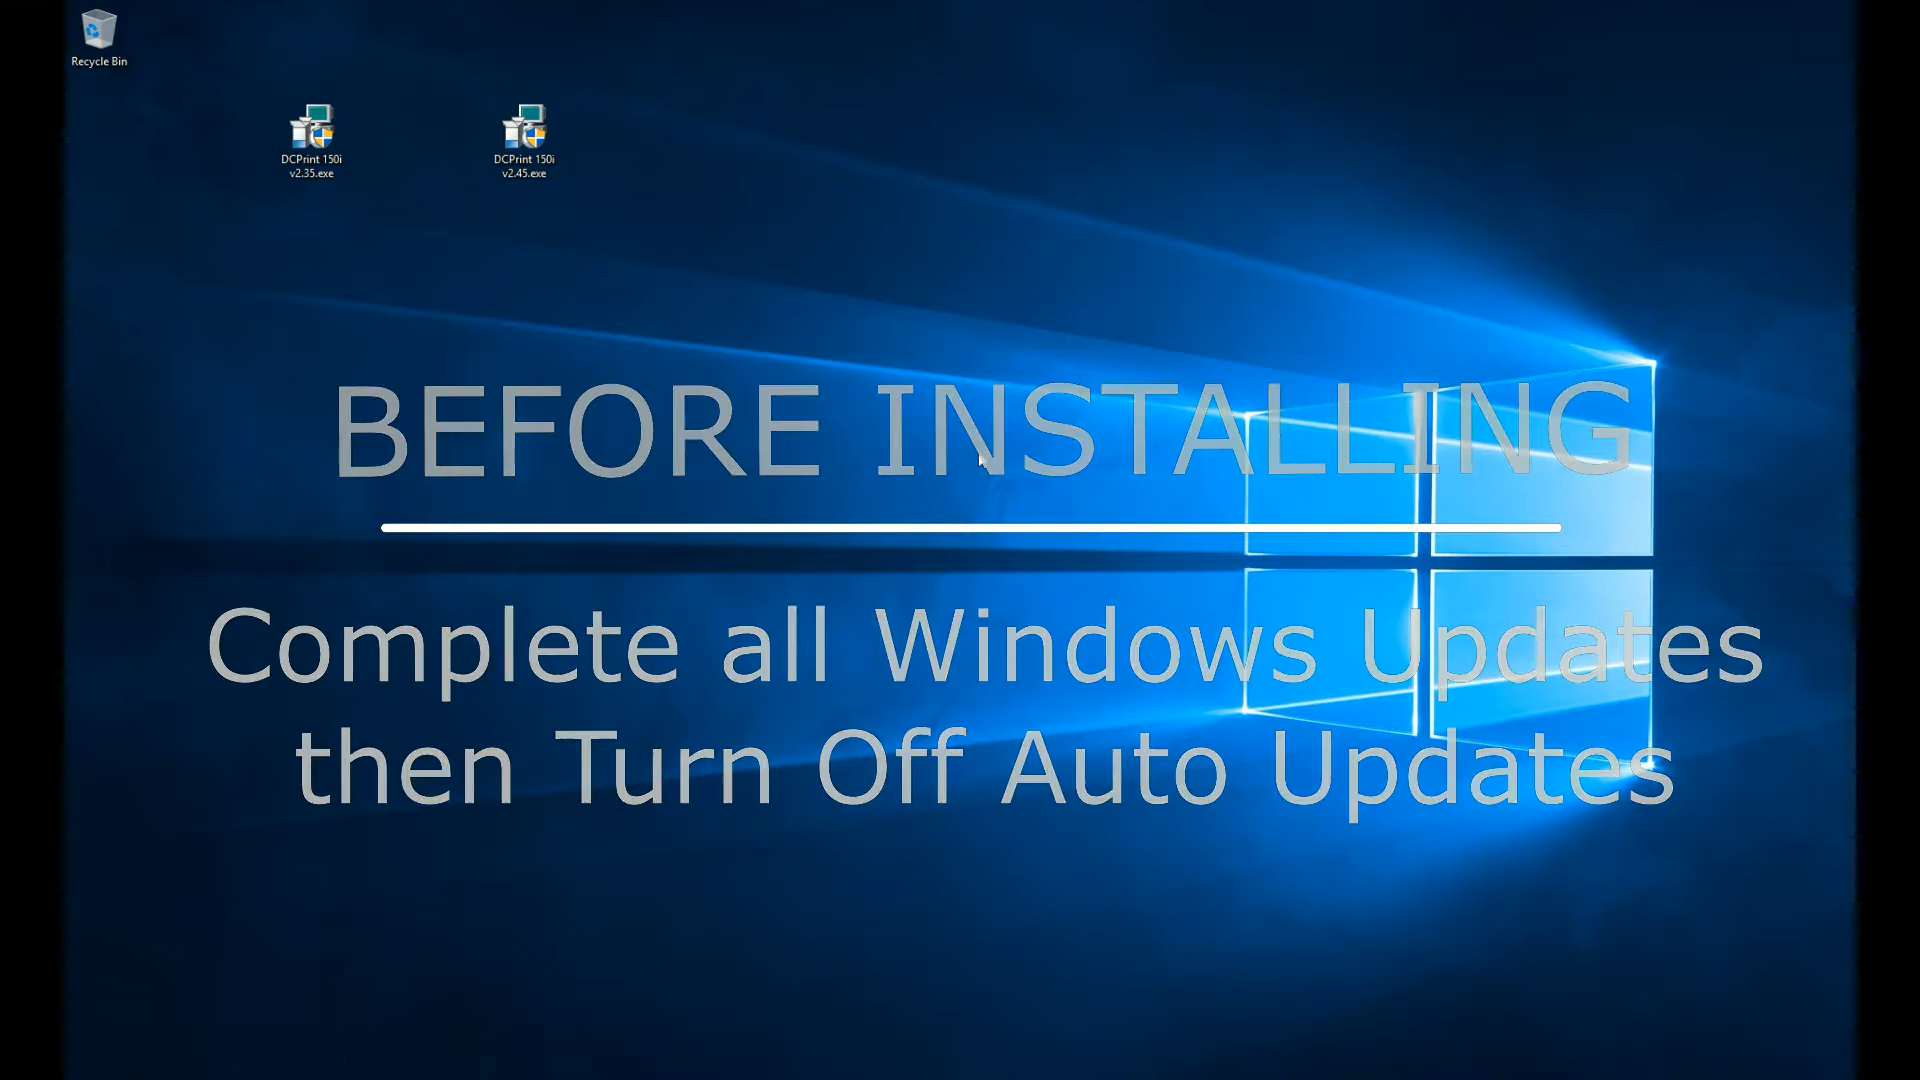 Recycle Bin
DCPrint 150i
v2.35.exe
DCPrint 150i
v2.45.exe
BEFORE INSTALLING
Complete all Windows Updates
then Turn Off Auto Updates